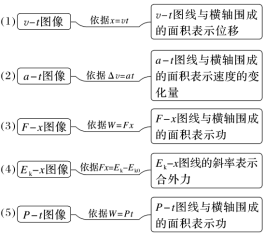 (1) v-t图像 依据x=vt v-t图线与横轴围成
的面积表示位移
(2) a-t图像 依据Δv=at a-t图线与横轴围成
的面积表示速度的变
化量
(3) F-x图像 依据W=Fx F-x图线与横轴围成
的面积表示功
(4) Eₖ-x图像 依据Fx=Eₖ-Eₖ₀ Eₖ-x图线的斜率表示
合外力
(5) P-t图像 依据W=Pt P-t图线与横轴围成
的面积表示功